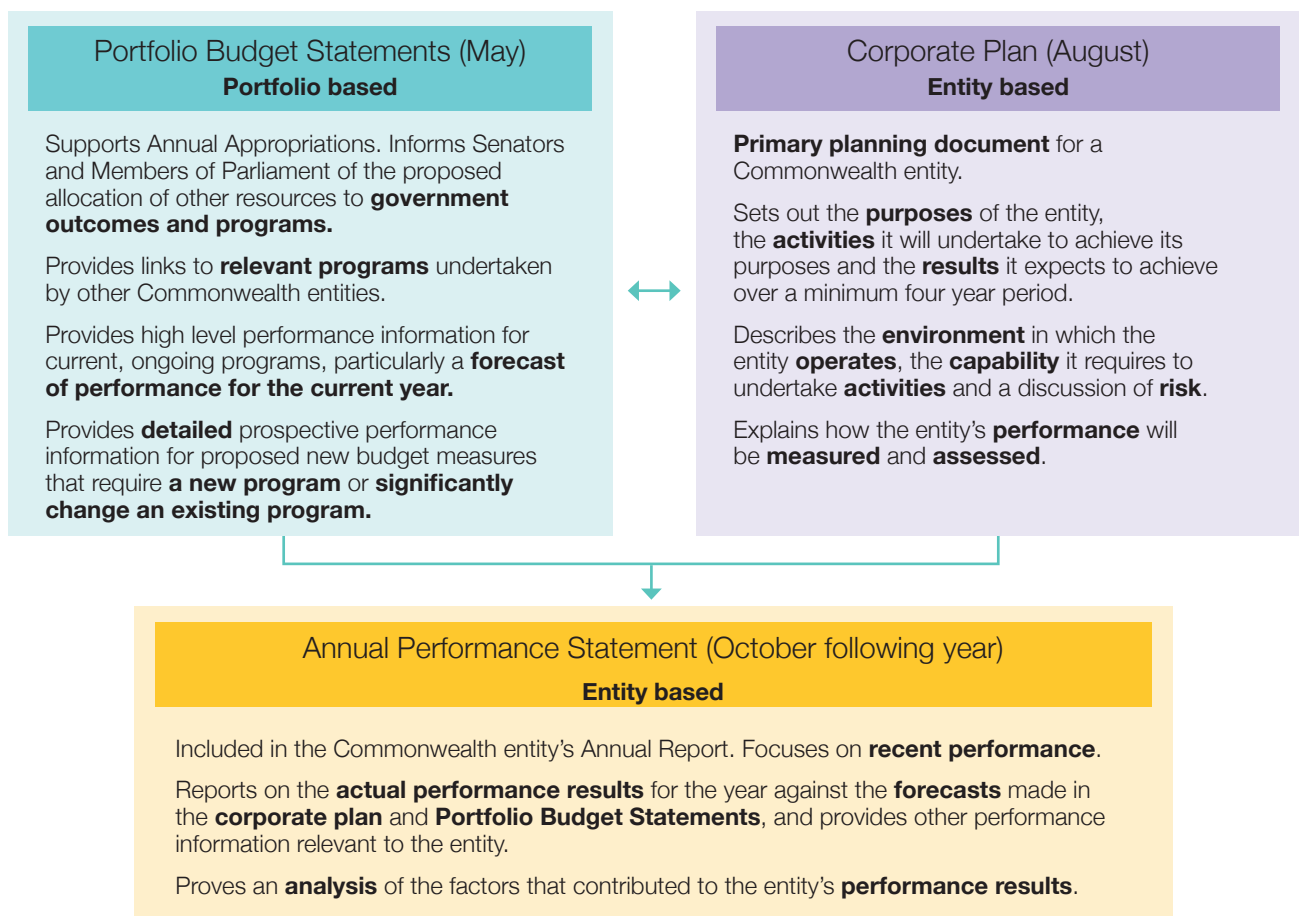 Portfolio Budget Statements (May)
Portfolio based
Supports Annual Appropriations. Informs Senators
and Members of Parliament of the proposed
allocation of other resources to government
outcomes and programs.
Provides links to relevant programs undertaken
by other Commonwealth entities.
Provides high level performance information for
current, ongoing programs, particularly a forecast
of performance for the current year.
Provides detailed prospective performance
information for proposed new budget measures
that require a new program or significantly
change an existing program.
Corporate Plan (August)
Entity based
Primary planning document for a
Commonwealth entity.
Sets out the purposes of the entity,
the activities it will undertake to achieve its
purposes and the results it expects to achieve
over a minimum four year period.
Describes the environment in which the
entity operates, the capability it requires to
undertake activities and a discussion of risk.
Explains how the entity's performance will
be measured and assessed.
Annual Performance Statement (October following year)
Entity based
Included in the Commonwealth entity's Annual Report. Focuses on recent performance.
Reports on the actual performance results for the year against the forecasts made in
the corporate plan and Portfolio Budget Statements, and provides other performance
information relevant to the entity.
Proves an analysis of the factors that contributed to the entity's performance results.